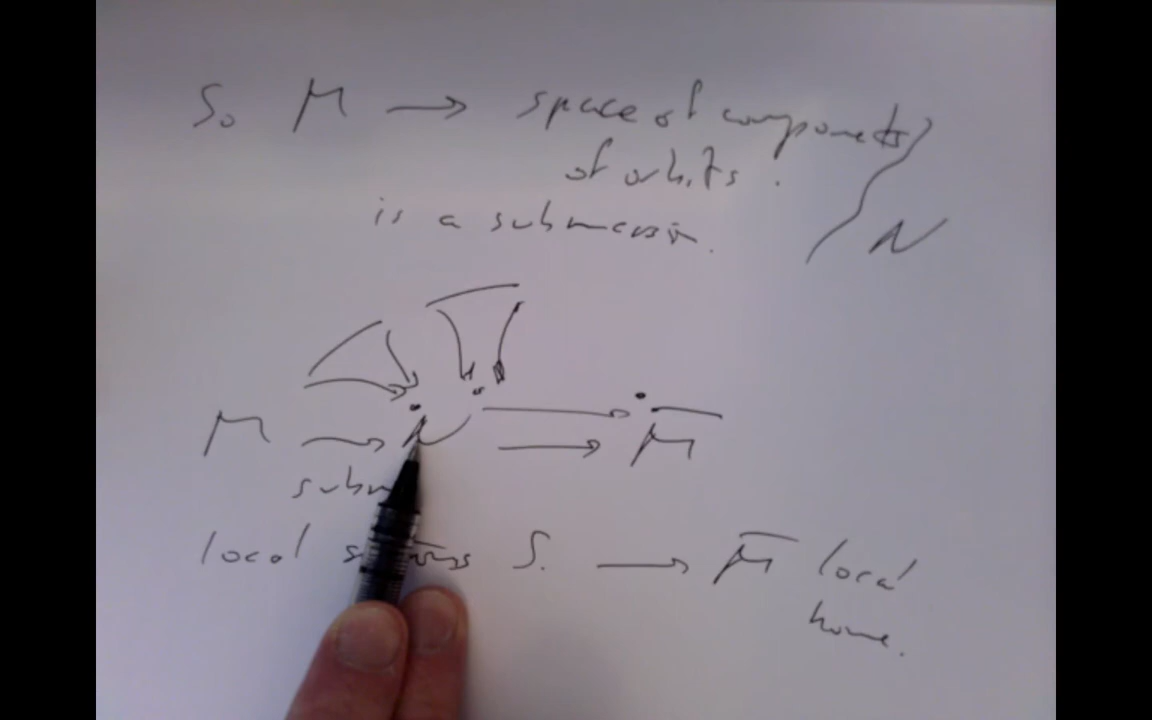 So M → space of components
of orbits.
is a submersion.
N
M → N → M̅
subm
local s S. → M̅ local
home.